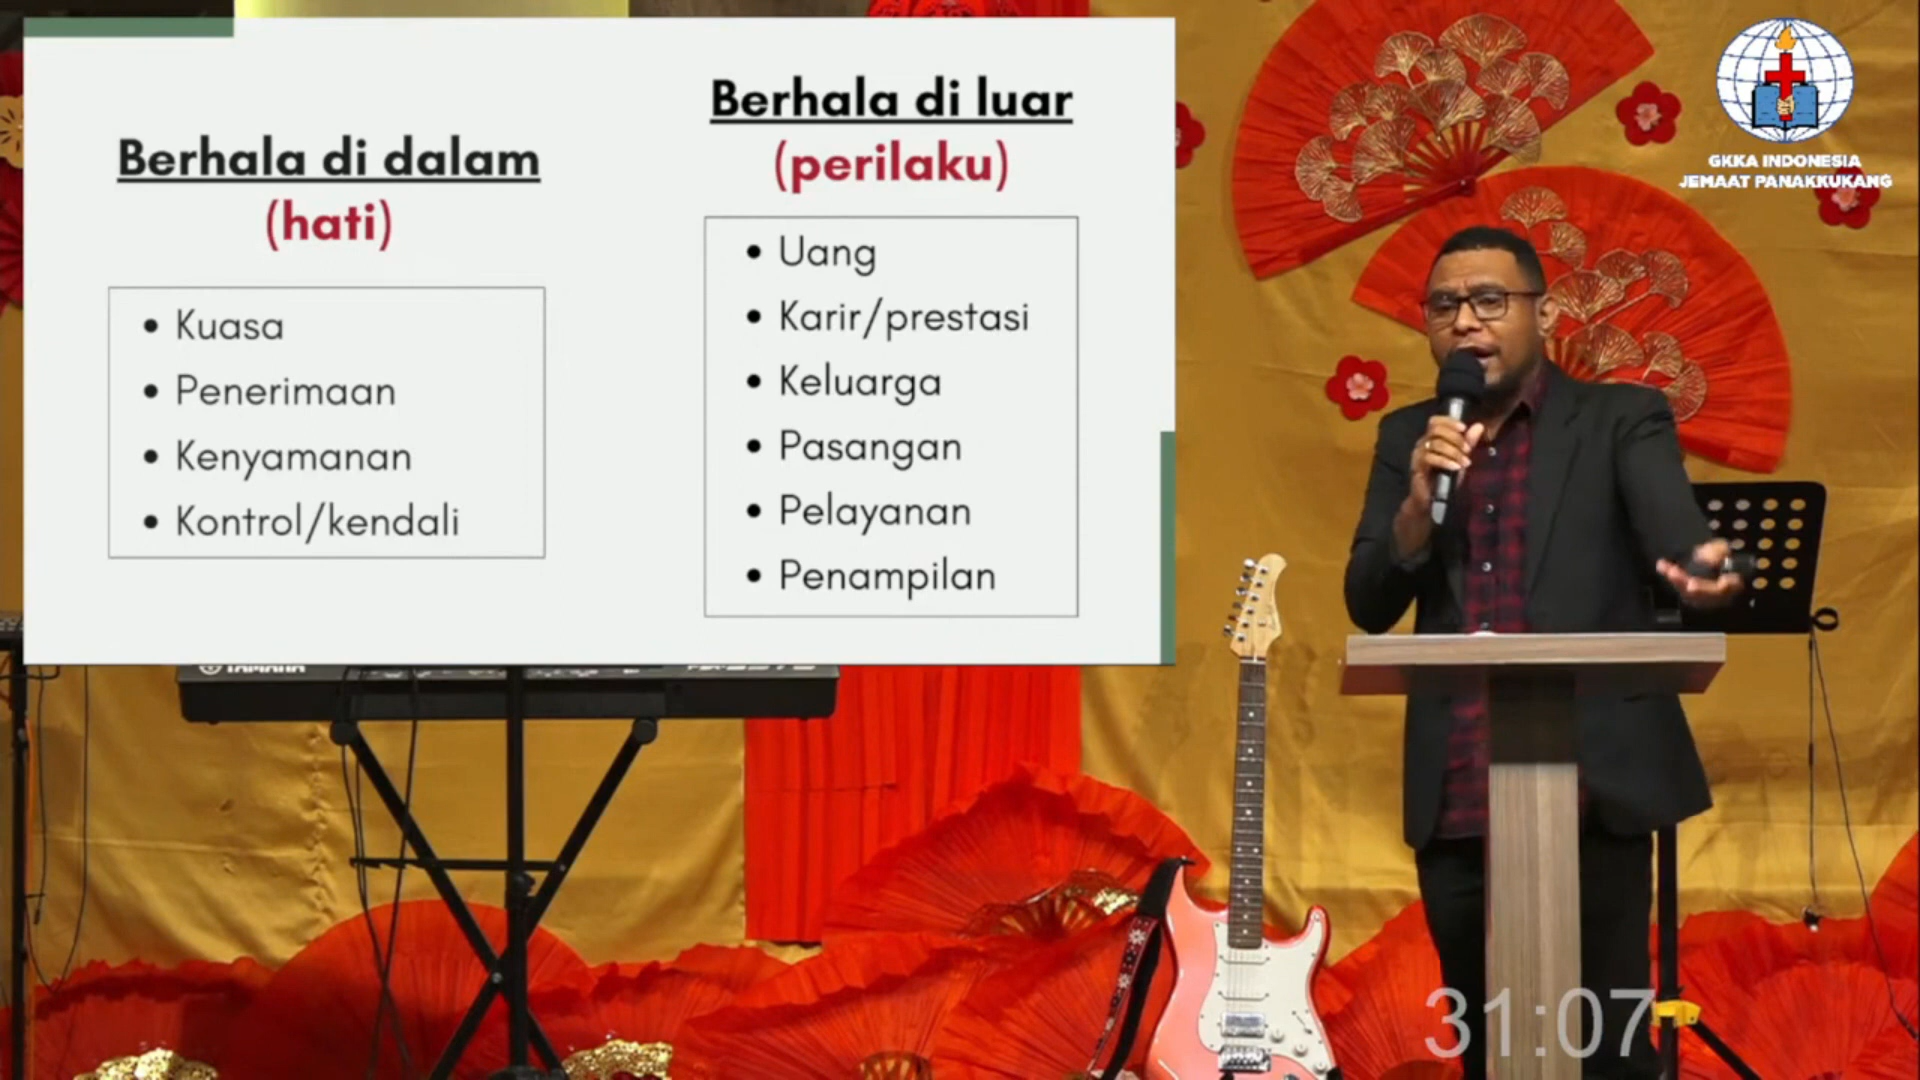 Berhala di dalam
(hati)
• Kuasa
• Penerimaan
• Kenyamanan
• Kontrol/kendali
Berhala di luar
(perilaku)
• Uang
• Karir/prestasi
• Keluarga
• Pasangan
• Pelayanan
• Penampilan
GKKA INDONESIA
JEMAAT PANAKKUKANG
YAMAHA
31:07